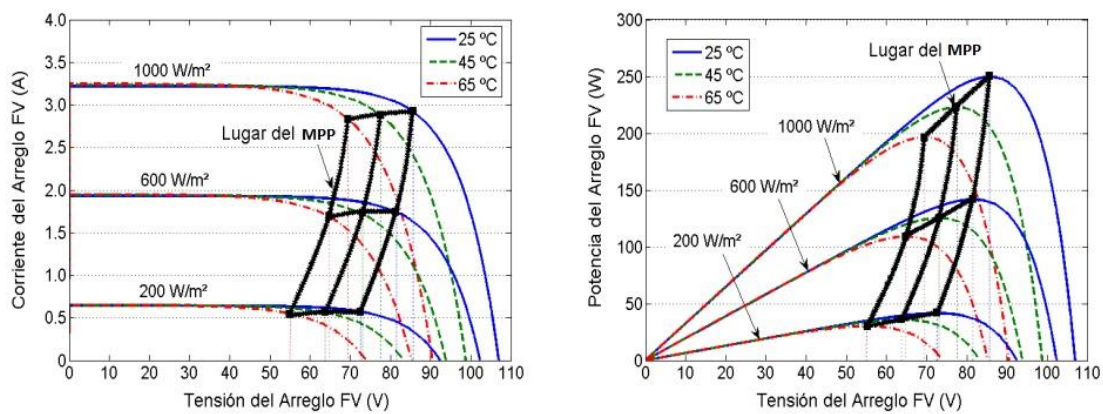 4.0
3.5
3.0
2.5
2.0
1.5
1.0
0.5
0
Corriente del Arreglo FV (A)
1000 W/m²
600 W/m²
200 W/m²
Lugar del MPP
25 ºC
45 ºC
65 ºC
0 10 20 30 40 50 60 70 80 90 100 110
Tensión del Arreglo FV (V)
300
250
200
150
100
50
0
Potencia del Arreglo FV (W)
Lugar del MPP
25 ºC
45 ºC
65 ºC
1000 W/m²
600 W/m²
200 W/m²
0 10 20 30 40 50 60 70 80 90 100 110
Tensión del Arreglo FV (V)